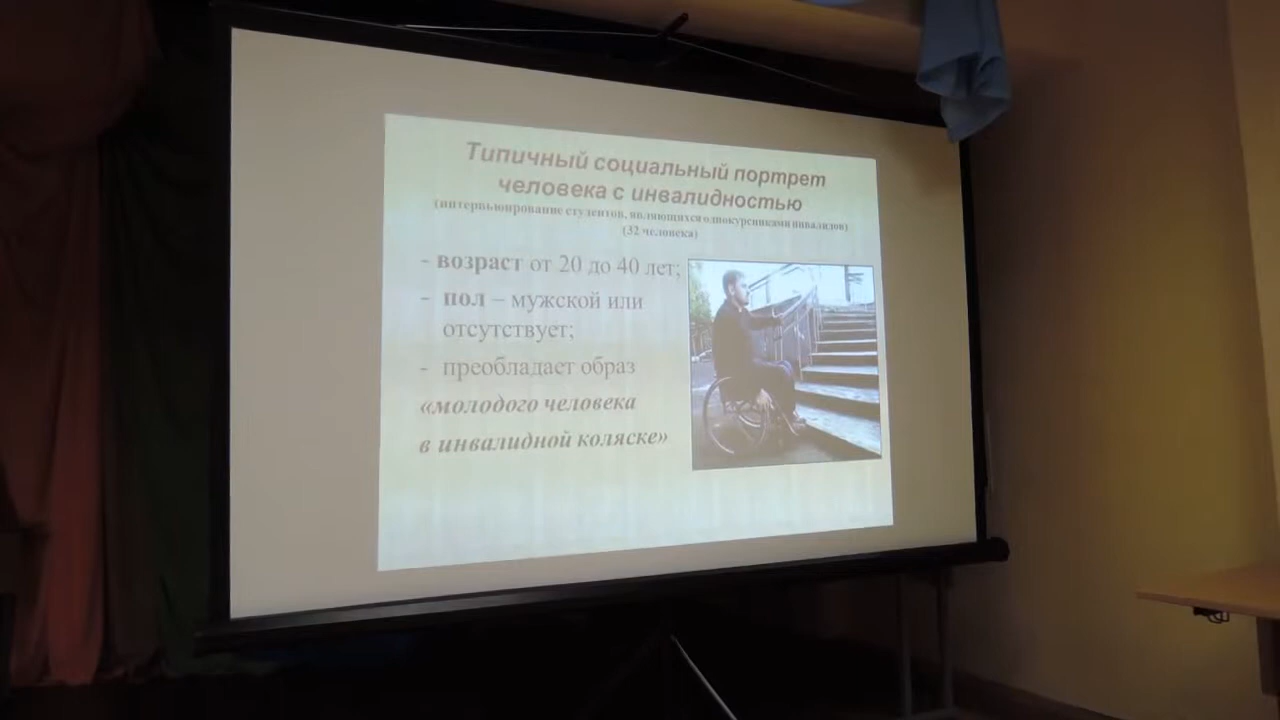 Типичный социальный портрет
человека с инвалидностью
(интервьюирование студентов, являющихся однокурсниками инвалидов)
(32 человека)
- возраст от 20 до 40 лет;
- пол – мужской или
отсутствует;
- преобладает образ
«молодого человека
в инвалидной коляске»